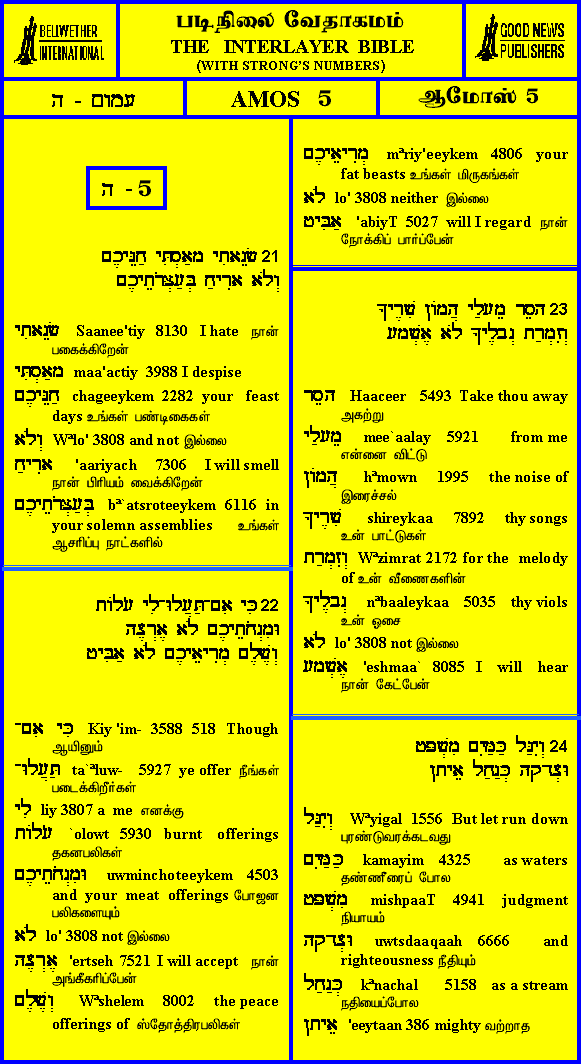 BELLWETHER
INTERNATIONAL
படிநிலை வேதாகமம்
THE INTERLAYER BIBLE
(WITH STRONG'S NUMBERS)
GOOD NEWS
PUBLISHERS
עמום - ה
AMOS 5
ஆமோஸ் 5
ה - 5
21 שָׂנֵאתִי מָאַסְתִּי חַגֵּיכֶם
וְלֹא אָרִיחַ בְּעַצְּרֹתֵיכֶם
שָׂנֵאתִי Saanee'tiy 8130 I hate நான்
பகைக்கிறேன்
מָאַסְתִּי maa'actiy 3988 I despise
חַגֵּיכֶם chageeykem 2282 your feast
days உங்கள் பண்டிகைகள்
וְלֹא Wªlo' 3808 and not இல்லை
אָרִיחַ 'aariyach 7306 I will smell
நான் பிரியம் வைக்கிறேன்
בְּעַצְּרֹתֵיכֶם bª`atsroteeykem 6116 in
your solemn assemblies உங்கள்
ஆசரிப்பு நாட்களில்
22 כִּי אִם־תַּעֲלוּ־לִי עֹלוֹת
וּמִנְחֹתֵיכֶם לֹא אֶרְצֶה
וְשֶׁלֶם מְרִיאֵיכֶם לֹא אַבִּיט
כִּי אִם־ Kiy 'im- 3588 518 Though
ஆயினும்
תַּעֲלוּ־ ta`ªluw- 5927 ye offer நீங்கள்
படைக்கிறீர்கள்
לִי liy 3807 a me எனக்கு
עֹלוֹת `olowt 5930 burnt offerings
தகனபலிகள்
וּמִנְחֹתֵיכֶם uwminchoteeykem 4503
and your meat offerings போஜன
பலிகளையும்
לֹא lo' 3808 not இல்லை
אֶרְצֶה 'ertseh 7521 I will accept நான்
அங்கீகரிப்பேன்
וְשֶׁלֶם Wªshelem 8002 the peace
offerings of ஸ்தோத்திரபலிகள்
מְרִיאֵיכֶם mªriy'eeykem 4806 your
fat beasts உங்கள் மிருகங்கள்
לֹא lo' 3808 neither இல்லை
אַבִּיט 'abiyT 5027 will I regard நான்
நோக்கிப் பார்ப்பேன்
23 הָסֵר מֵעָלַי הֲמוֹן שִׁרֶיךָ
וְזִמְרַת נְבָלֶיךָ לֹא אֶשְׁמָע
הָסֵר Haaceer 5493 Take thou away
அகற்று
מֵעָלַי mee`aalay 5921 from me
என்னை விட்டு
הֲמוֹן hªmown 1995 the noise of
இரைச்சல்
שִׁרֶיךָ shireykaa 7892 thy songs
உன் பாட்டுகள்
וְזִמְרַת Wªzimrat 2172 for the melody
of உன் வீணைகளின்
נְבָלֶיךָ nªbaaleykaa 5035 thy viols
உன் ஓசை
לֹא lo' 3808 not இல்லை
אֶשְׁמָע 'eshmaa` 8085 I will hear
நான் கேட்பேன்
24 וְיִגַּל כַּמַּיִם מִשְׁפָּט
וּצְדָקָה כְּנַחַל אֵיתָן
וְיִגַּל Wªyigal 1556 But let run down
புரண்டுவரக்கடவது
כַּמַּיִם kamayim 4325 as waters
தண்ணீரைப் போல
מִשְׁפָּט mishpaaT 4941 judgment
நியாயம்
וּצְדָקָה uwtsdaaqaah 6666 and
righteousness நீதியும்
כְּנַחַל kªnachal 5158 as a stream
நதியைப்போல
אֵיתָן 'eeytaan 386 mighty வற்றாத